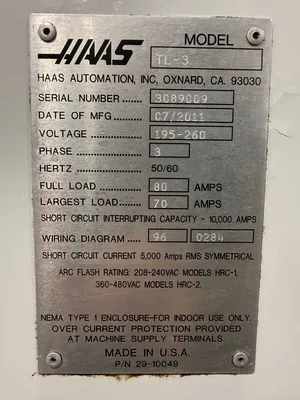 HAAS
MODEL
TL-3
HAAS AUTOMATION, INC, OXNARD, CA. 93030
SERIAL NUMBER ..... 3089009
DATE OF MFG ..... 07/2011
VOLTAGE ............. 195-260
PHASE .................. 3
HERTZ .................. 50/60
FULL LOAD .......... 80 AMPS
LARGEST LOAD .... 70 AMPS
SHORT CIRCUIT INTERRUPTING CAPACITY - 10,000 AMPS
WIRING DIAGRAM ... 96 0284
SHORT CIRCUIT CURRENT 5,000 Amps RMS SYMMETRICAL
ARC FLASH RATING: 208-240VAC MODELS HRC-1,
360-480VAC MODELS HRC-2.
NEMA TYPE 1 ENCLOSURE-FOR INDOOR USE ONLY.
OVER CURRENT PROTECTION PROVIDED
AT MACHINE SUPPLY TERMINALS.
MADE IN U.S.A.
P/N 29-10049